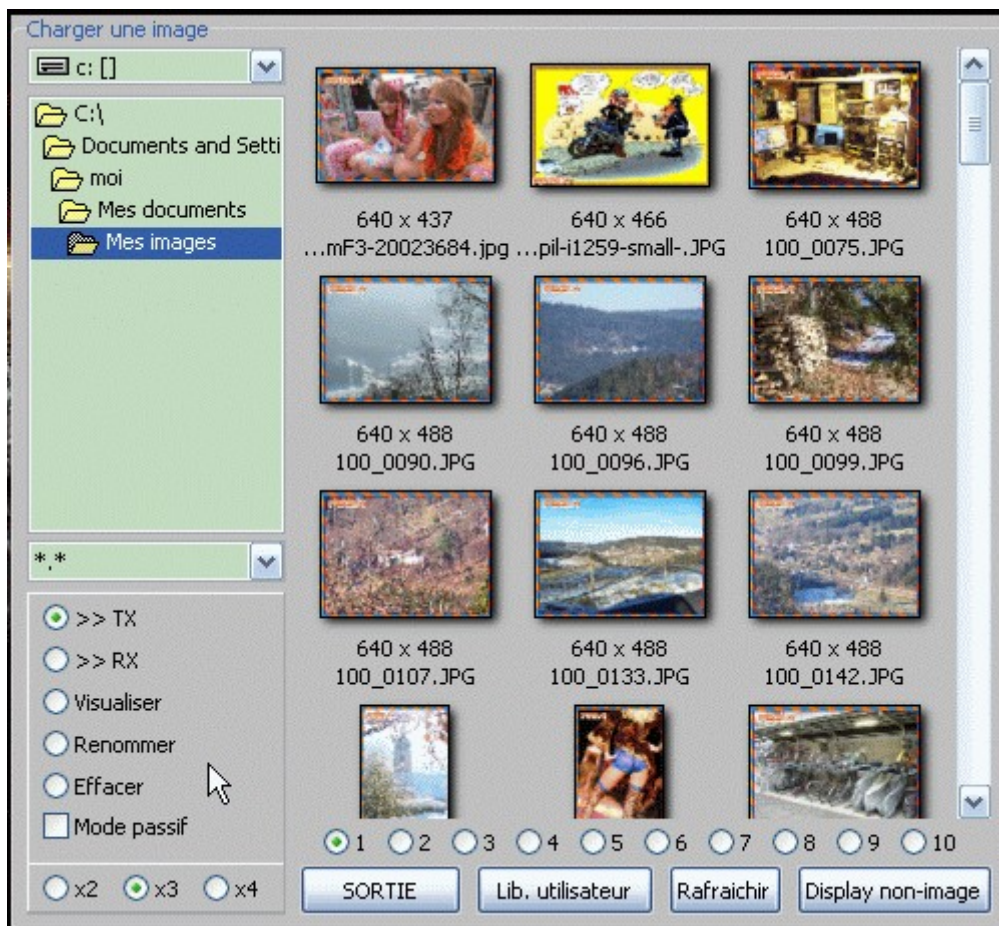 Charger une image
c: []
C:\
Documents and Setti
moi
Mes documents
Mes images
*.*
>> TX
>> RX
Visualiser
Renommer
Effacer
Mode passif
x2 x3 x4
640 x 437
...mF3-20023684.jpg
640 x 466
...pil-i1259-small-.JPG
640 x 488
100_0075.JPG
640 x 488
100_0090.JPG
640 x 488
100_0096.JPG
640 x 488
100_0099.JPG
640 x 488
100_0107.JPG
640 x 488
100_0133.JPG
640 x 488
100_0142.JPG
1 2 3 4 5 6 7 8 9 10
SORTIE Lib. utilisateur Rafraichir Display non-image